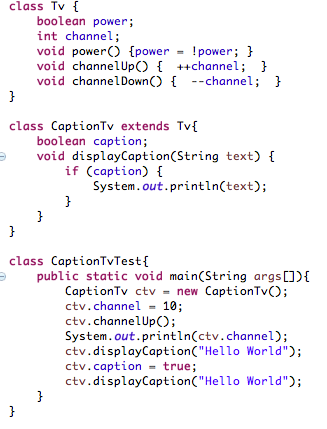 class Tv {
    boolean power;
    int channel;
    void power() {power = !power; }
    void channelUp() {  ++channel;  }
    void channelDown() {  --channel;  }
}

class CaptionTv extends Tv{
    boolean caption;
    void displayCaption(String text) {
        if (caption) {
            System.out.println(text);
        }
    }
}

class CaptionTvTest{
    public static void main(String args[]){
        CaptionTv ctv = new CaptionTv();
        ctv.channel = 10;
        ctv.channelUp();
        System.out.println(ctv.channel);
        ctv.displayCaption("Hello World");
        ctv.caption = true;
        ctv.displayCaption("Hello World");
    }
}